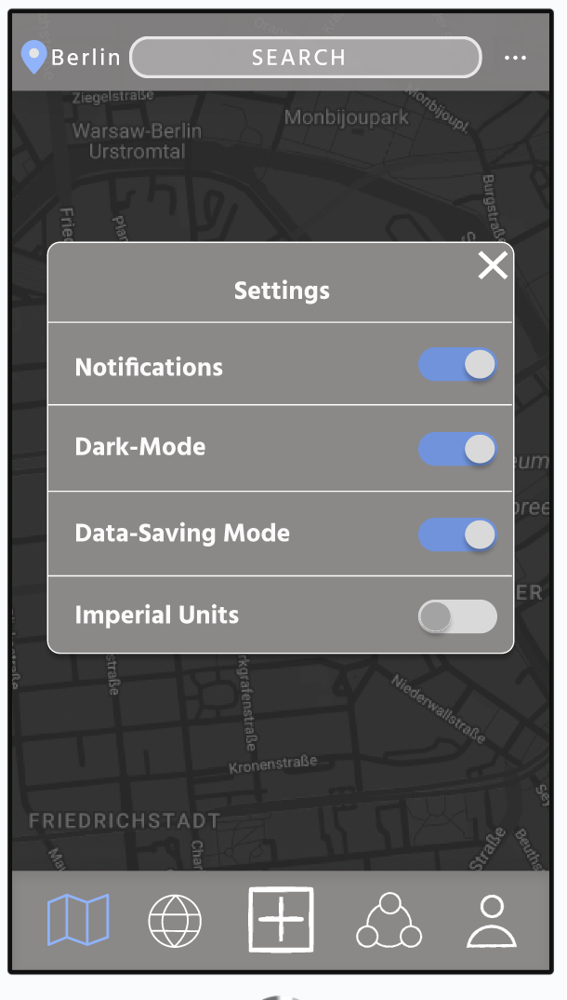 Berlin
SEARCH
...
Ziegelstraße
Monbijoupl.
Monbijoupark
Warsaw-Berlin
Urstromtal
Burgstraße
Settings
Notifications
Dark-Mode
Data-Saving Mode
Imperial Units
Niederwallstraße
Kronenstraße
FRIEDRICHSTADT
Straße